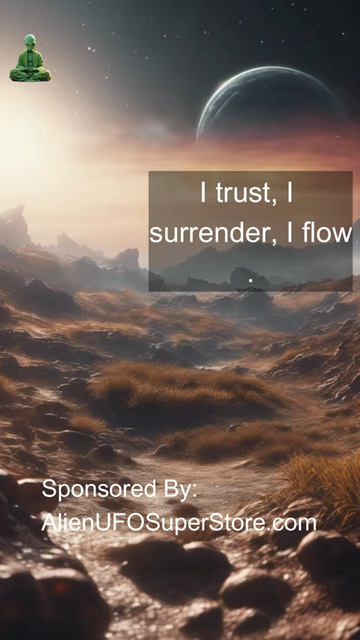 I trust, I
surrender, I flow
.
Sponsored By:
AlienUFOSuperStore.com